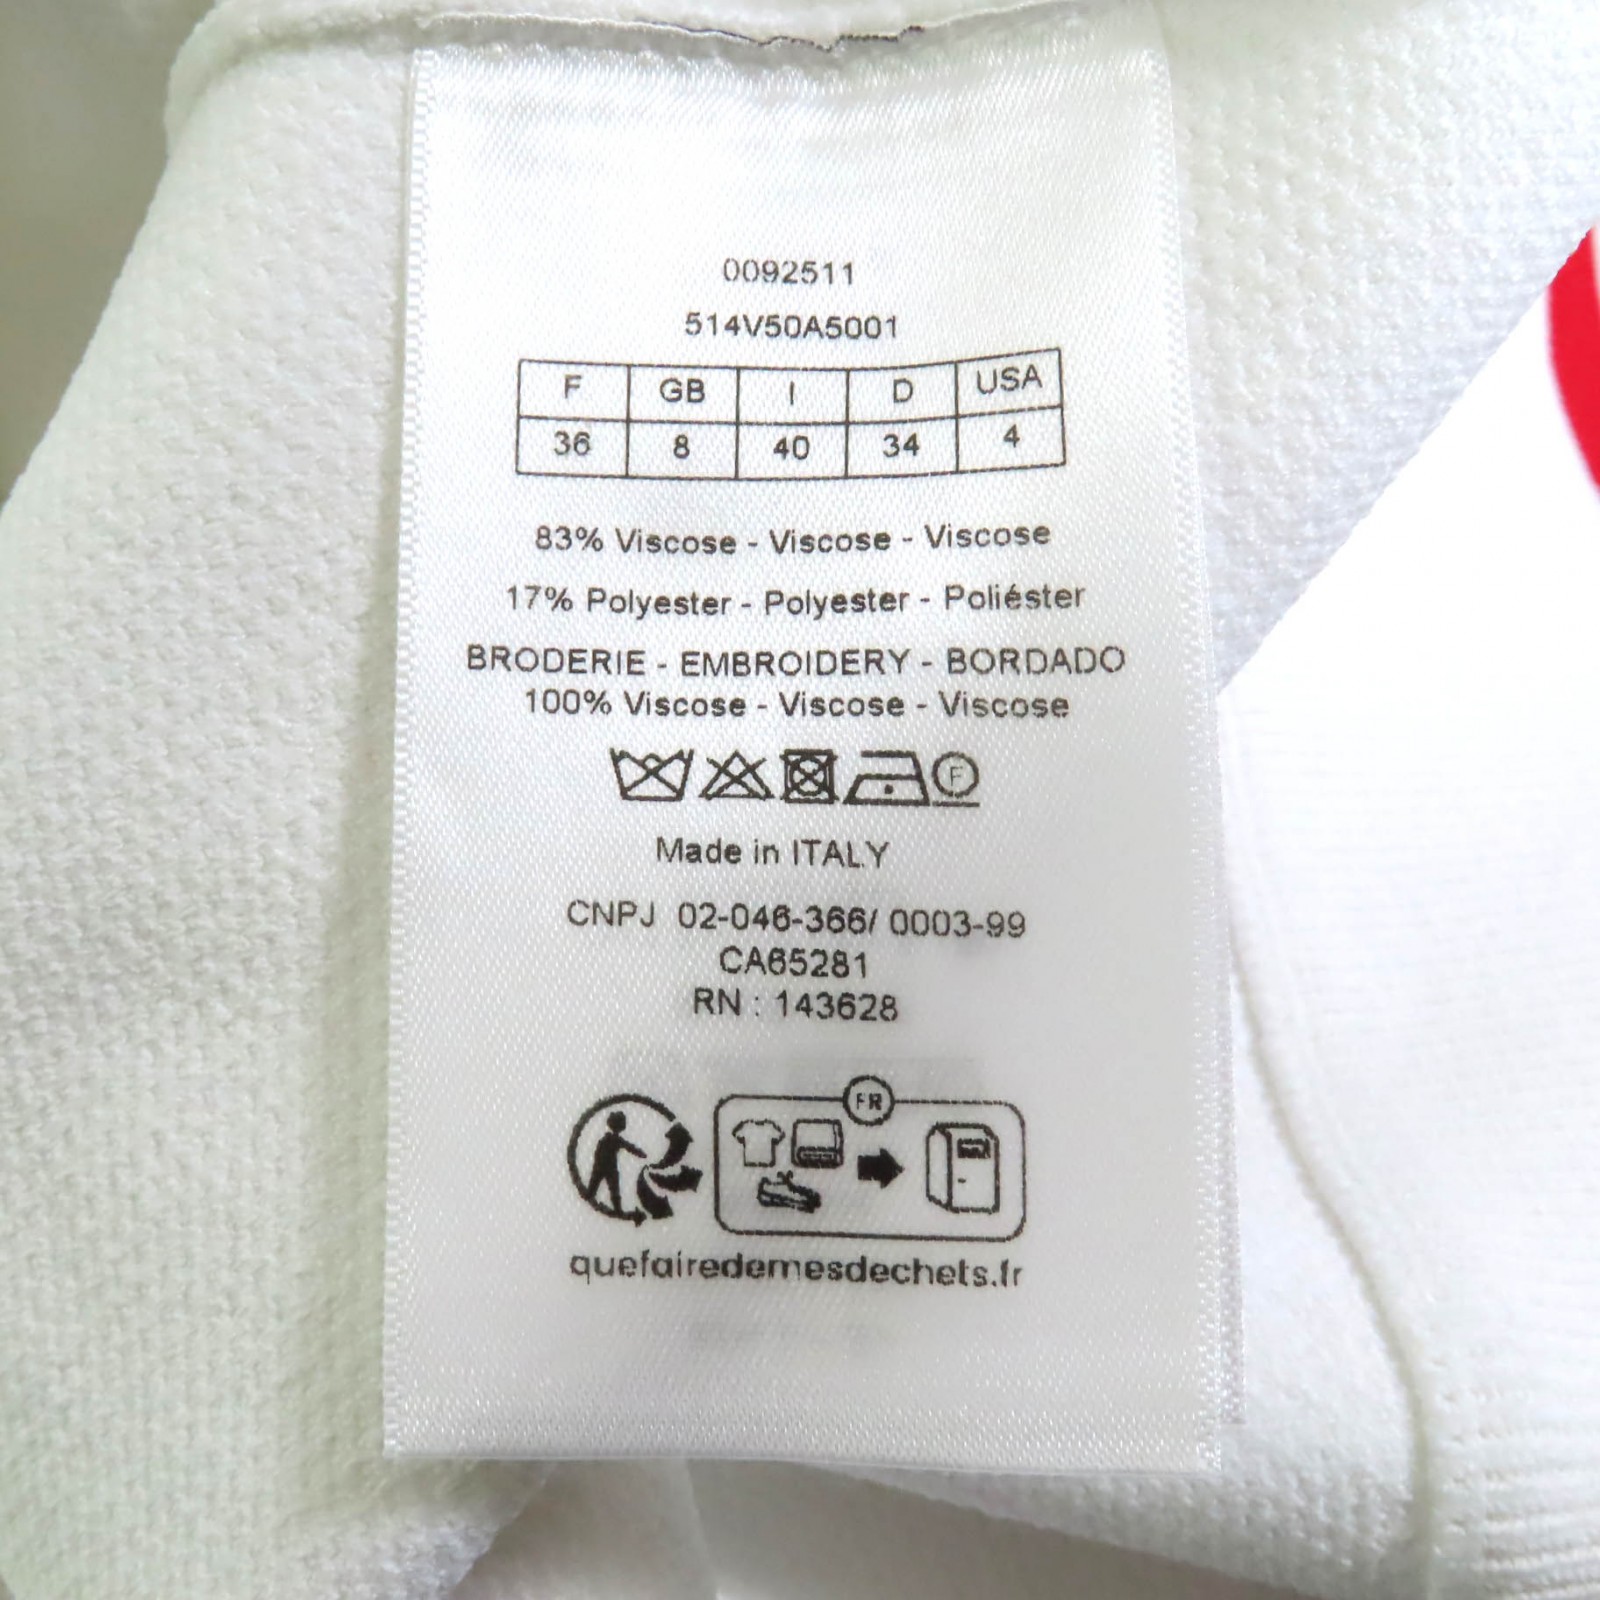 0092511
514V50A5001
F GB I D USA
36 8 40 34 4
83% Viscose - Viscose - Viscose
17% Polyester - Polyester - Poliéster
BRODERIE - EMBROIDERY - BORDADO
100% Viscose - Viscose - Viscose
F
Made in ITALY
CNPJ 02-046-366/ 0003-99
CA65281
RN : 143628
FR
quefairedemesdechets.fr